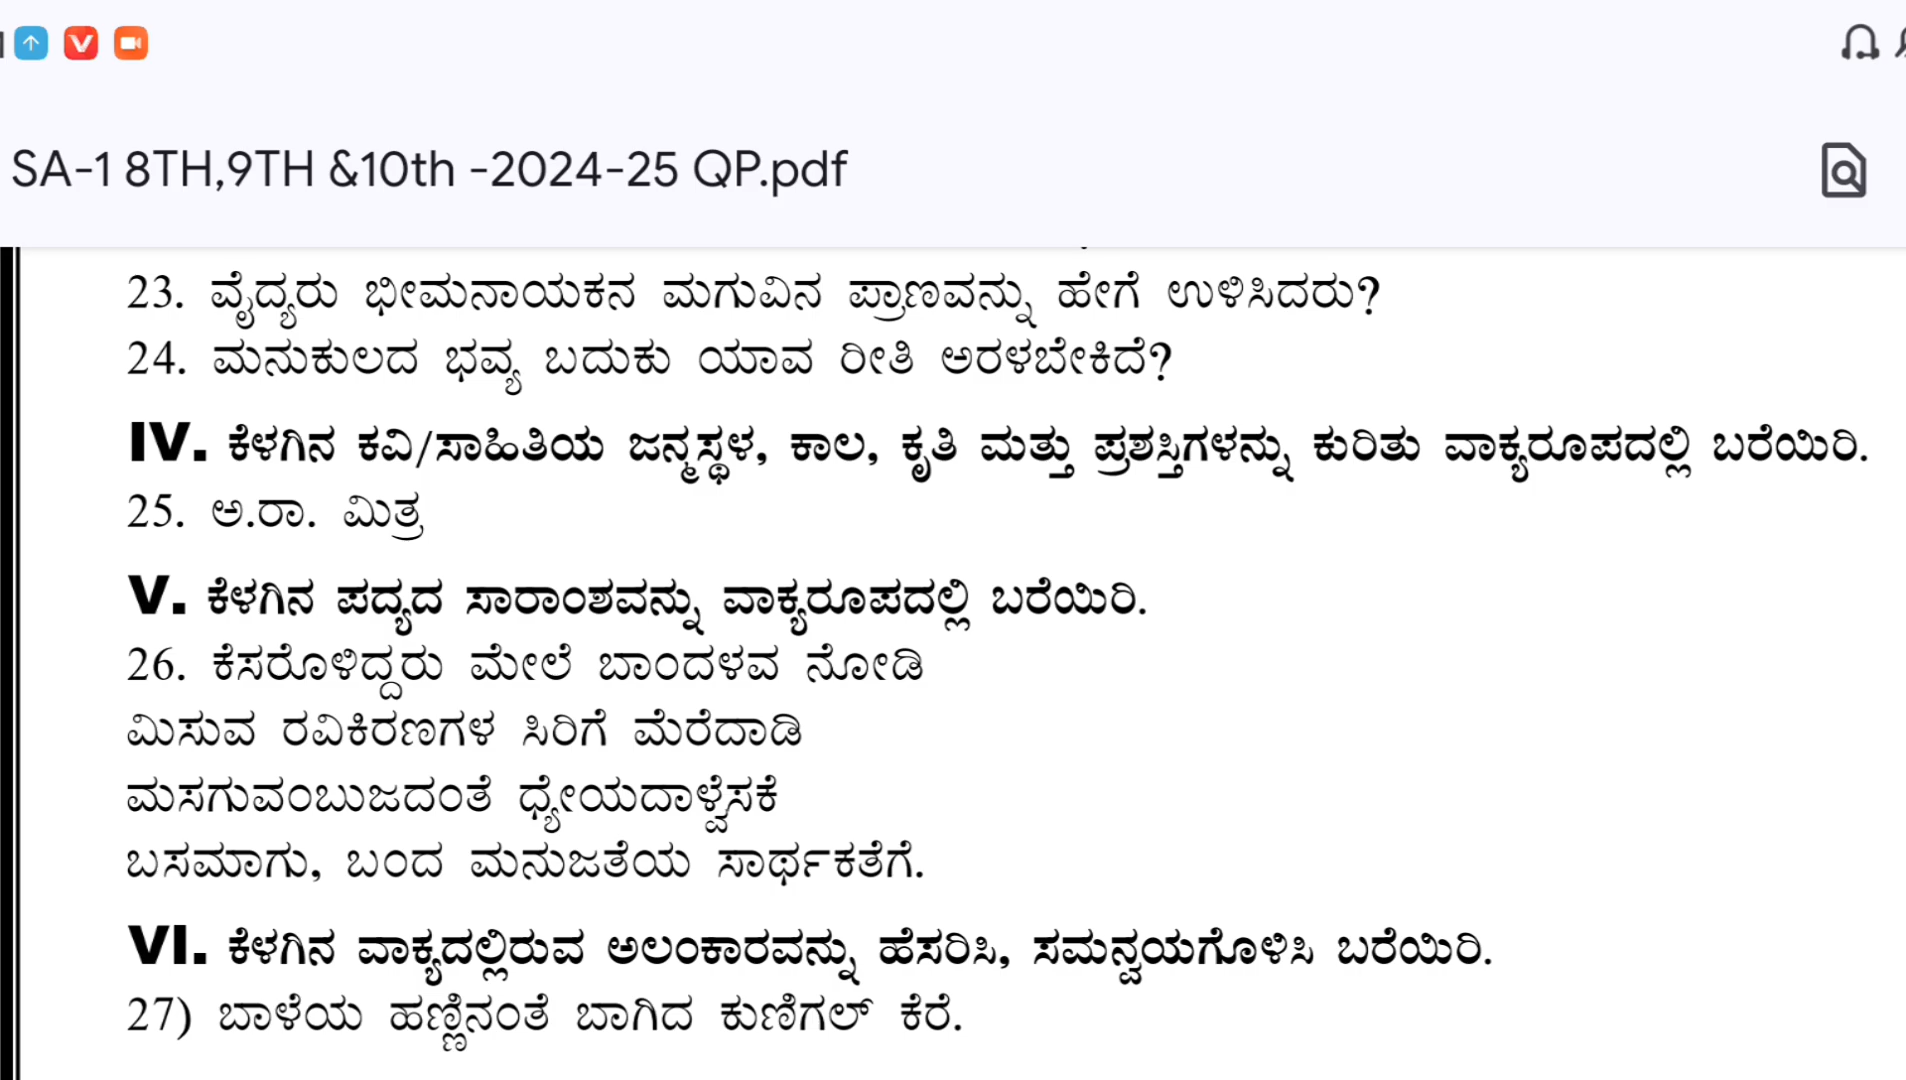 SA-1 8TH,9TH &10th -2024-25 QP.pdf
23. ವೈದ್ಯರು ಭೀಮನಾಯಕನ ಮಗುವಿನ ಪ್ರಾಣವನ್ನು ಹೇಗೆ ಉಳಿಸಿದರು?
24. ಮನುಕುಲದ ಭವ್ಯ ಬದುಕು ಯಾವ ರೀತಿ ಅರಳಬೇಕಿದೆ?
IV. ಕೆಳಗಿನ ಕವಿ/ಸಾಹಿತಿಯ ಜನ್ಮಸ್ಥಳ, ಕಾಲ, ಕೃತಿ ಮತ್ತು ಪ್ರಶಸ್ತಿಗಳನ್ನು ಕುರಿತು ವಾಕ್ಯರೂಪದಲ್ಲಿ ಬರೆಯಿರಿ.
25. ಅ.ರಾ. ಮಿತ್ರ
V. ಕೆಳಗಿನ ಪದ್ಯದ ಸಾರಾಂಶವನ್ನು ವಾಕ್ಯರೂಪದಲ್ಲಿ ಬರೆಯಿರಿ.
26. ಕೆಸರೊಳಿದ್ದರು ಮೇಲೆ ಬಾಂದಳವ ನೋಡಿ
ಮಿಸುವ ರವಿಕಿರಣಗಳ ಸಿರಿಗೆ ಮೆರೆದಾಡಿ
ಮಸಗುವಂಬುಜದಂತೆ ಧ್ಯೇಯದಾಳ್ವೆಸಕೆ
ಬಸಮಾಗು, ಬಂದ ಮನುಜತೆಯ ಸಾರ್ಥಕತೆಗೆ.
VI. ಕೆಳಗಿನ ವಾಕ್ಯದಲ್ಲಿರುವ ಅಲಂಕಾರವನ್ನು ಹೆಸರಿಸಿ, ಸಮನ್ವಯಗೊಳಿಸಿ ಬರೆಯಿರಿ.
27) ಬಾಳೆಯ ಹಣ್ಣಿನಂತೆ ಬಾಗಿದ ಕುಣಿಗಲ್ ಕೆರೆ.